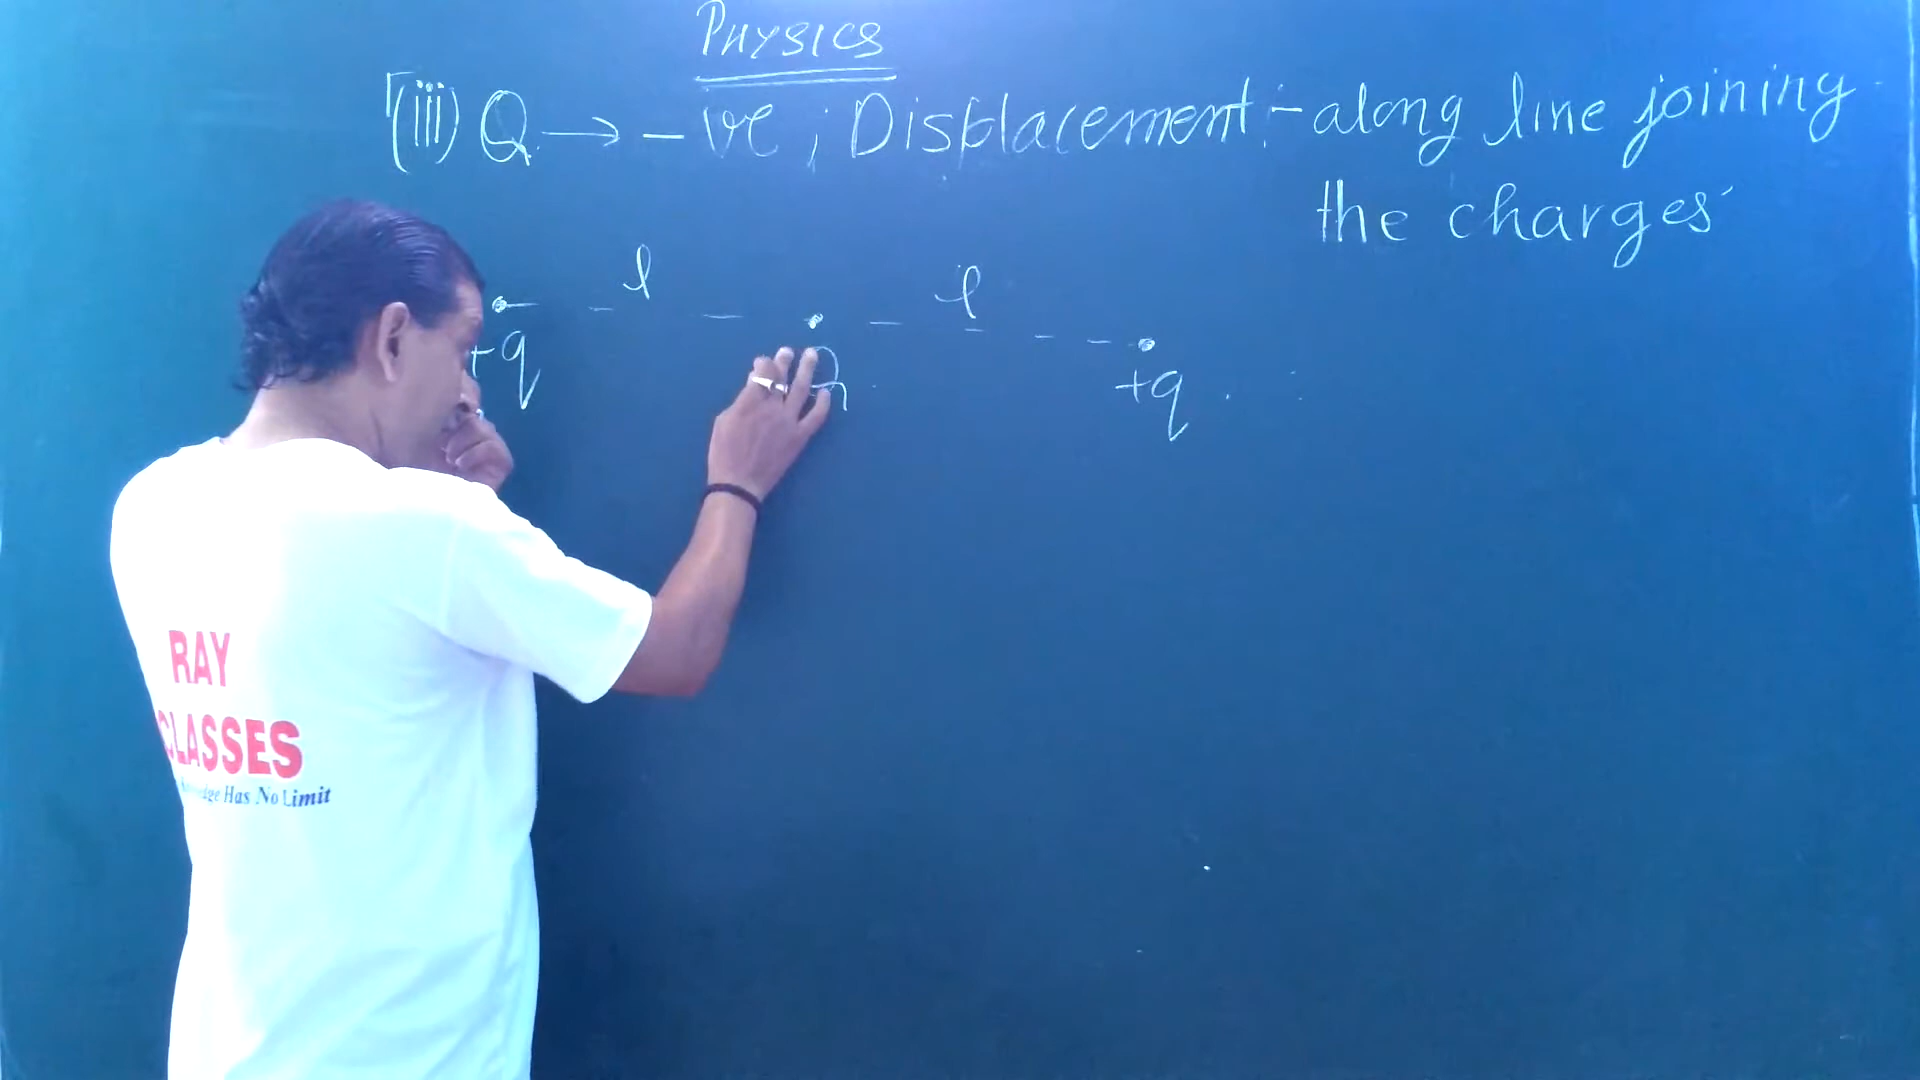 PHYSICS
(iii) Q → -ve ; Displacement :- along line joining
the charges
l l
+q Q +q
RAY
CLASSES
Has No Limit